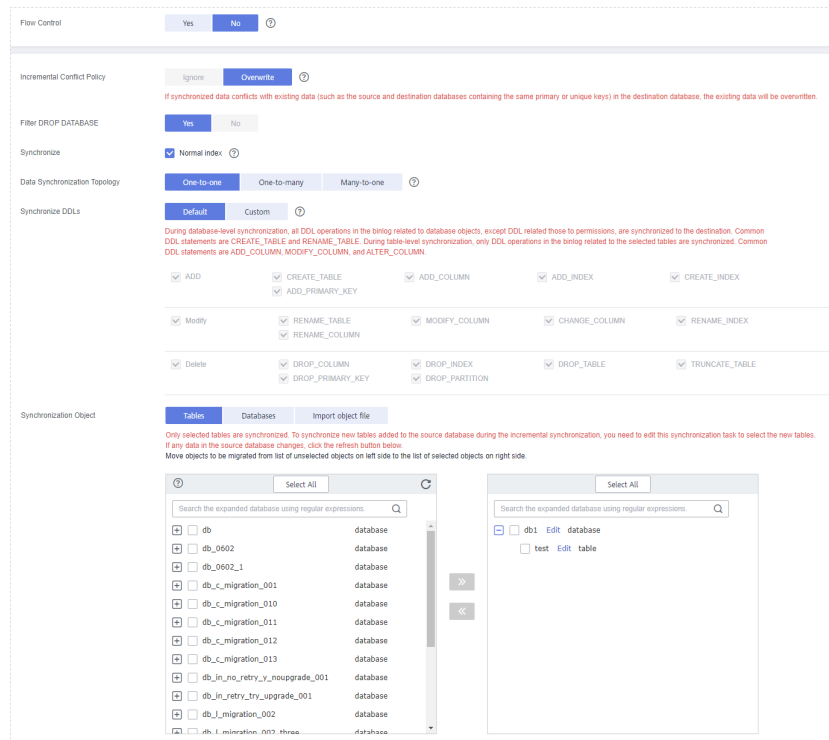 Flow Control Yes No
Incremental Conflict Policy Ignore Overwrite
If synchronized data conflicts with existing data (such as the source and destination databases containing the same primary or unique keys) in the destination database, the existing data will be overwritten.
Filter DROP DATABASE Yes No
Synchronize Normal index
Data Synchronization Topology One-to-one One-to-many Many-to-one
Synchronize DDLs Default Custom
During database-level synchronization, all DDL operations in the binlog related to database objects, except DDL related those to permissions, are synchronized to the destination. Common
DDL statements are CREATE_TABLE and RENAME_TABLE. During table-level synchronization, only DDL operations in the binlog related to the selected tables are synchronized. Common
DDL statements are ADD_COLUMN, MODIFY_COLUMN, and ALTER_COLUMN.
ADD CREATE_TABLE ADD_COLUMN ADD_INDEX CREATE_INDEX
ADD_PRIMARY_KEY
Modify RENAME_TABLE MODIFY_COLUMN CHANGE_COLUMN RENAME_INDEX
RENAME_COLUMN
Delete DROP_COLUMN DROP_INDEX DROP_TABLE TRUNCATE_TABLE
DROP_PRIMARY_KEY DROP_PARTITION
Synchronization Object Tables Databases Import object file
Only selected tables are synchronized. To synchronize new tables added to the source database during the incremental synchronization, you need to edit this synchronization task to select the new tables.
If any data in the source database changes, click the refresh button below.
Move objects to be migrated from list of unselected objects on left side to the list of selected objects on right side.
Select All
Search the expanded database using regular expressions.
db database
db_0602 database
db_0602_1 database
db_c_migration_001 database
db_c_migration_010 database
db_c_migration_011 database
db_c_migration_012 database
db_c_migration_013 database
db_in_no_retry_y_noupgrade_001 database
db_in_retry_try_upgrade_001 database
db_l_migration_002 database
db_l_migration_002_three database
Select All
Search the expanded database using regular expressions.
db1 Edit database
test Edit table